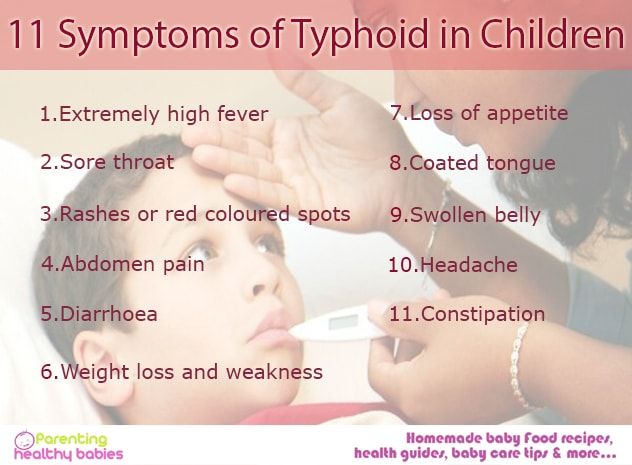 11 Symptoms of Typhoid in Children
1.Extremely high fever
2.Sore throat
3.Rashes or red coloured spots
4.Abdomen pain
5.Diarrhoea
6.Weight loss and weakness
7.Loss of appetite
8.Coated tongue
9.Swollen belly
10.Headache
11.Constipation
Parenting
healthy babies
Homemade baby Food recipes,
health guides, baby care tips & more...